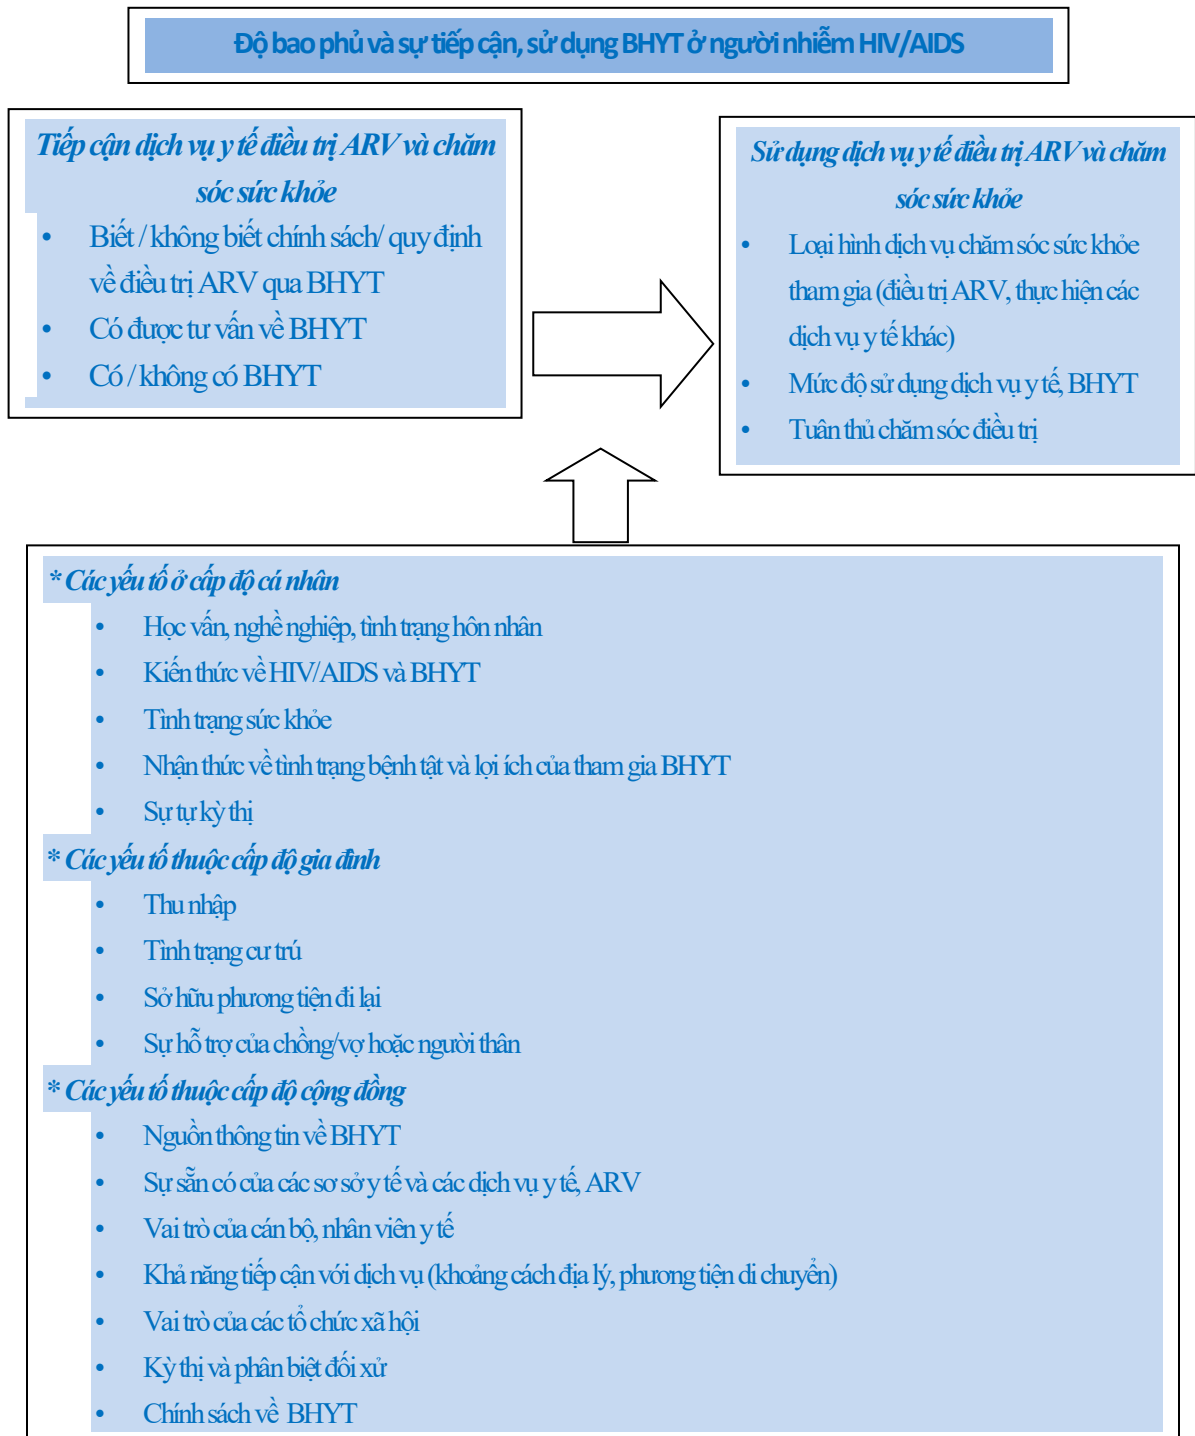 Độ bao phủ và sự tiếp cận, sử dụng BHYT ở người nhiễm HIV/AIDS
Tiếp cận dịch vụ y tế điều trị ARV và chăm
sóc sức khỏe
• Biết / không biết chính sách/ quy định
về điều trị ARV qua BHYT
• Có được tư vấn về BHYT
• Có / không có BHYT
Sử dụng dịch vụ y tế điều trị ARV và chăm
sóc sức khỏe
• Loại hình dịch vụ chăm sóc sức khỏe
tham gia (điều trị ARV, thực hiện các
dịch vụ y tế khác)
• Mức độ sử dụng dịch vụ y tế, BHYT
• Tuân thủ chăm sóc điều trị
* Các yếu tố ở cấp độ cá nhân
• Học vấn, nghề nghiệp, tình trạng hôn nhân
• Kiến thức về HIV/AIDS và BHYT
• Tình trạng sức khỏe
• Nhận thức về tình trạng bệnh tật và lợi ích của tham gia BHYT
• Sự tự kỳ thị
* Các yếu tố thuộc cấp độ gia đình
• Thu nhập
• Tình trạng cư trú
• Sở hữu phương tiện đi lại
• Sự hỗ trợ của chồng/vợ hoặc người thân
* Các yếu tố thuộc cấp độ cộng đồng
• Nguồn thông tin về BHYT
• Sự sẵn có của các sơ sở y tế và các dịch vụ y tế, ARV
• Vai trò của cán bộ, nhân viên y tế
• Khả năng tiếp cận với dịch vụ (khoảng cách địa lý, phương tiện di chuyển)
• Vai trò của các tổ chức xã hội
• Kỳ thị và phân biệt đối xử
• Chính sách về BHYT